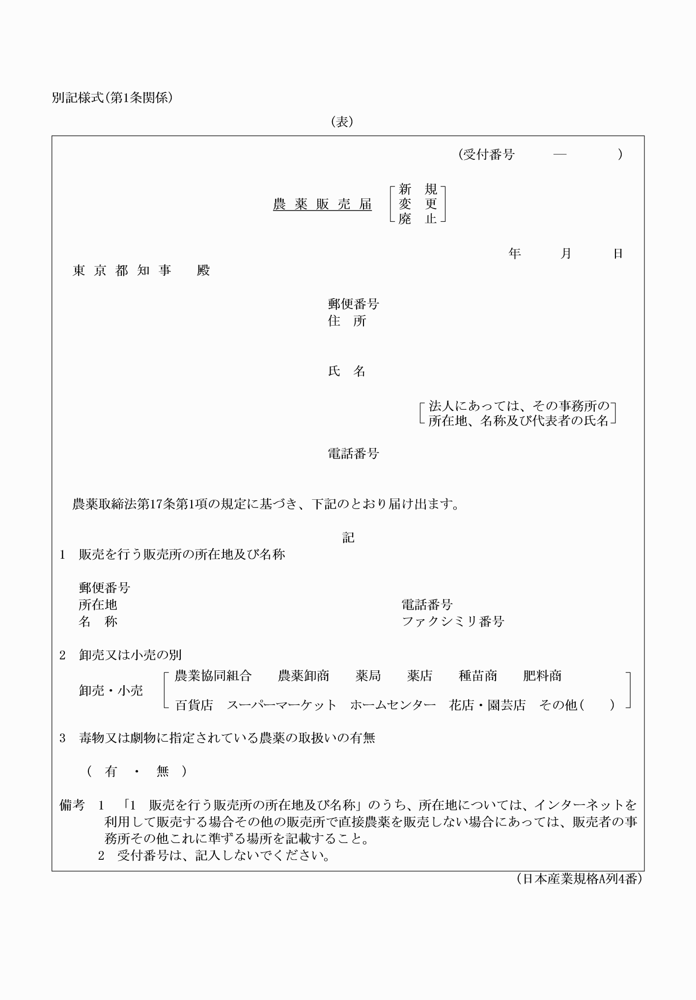 別記様式(第1条関係)
(表)
(受付番号　　　―　　　　)
農薬販売届
新　規
変　更
廃　止
年　　　月　　　日
東京都知事　殿
郵便番号
住　所
氏　名
法人にあっては、その事務所の
所在地、名称及び代表者の氏名
電話番号
農薬取締法第17条第1項の規定に基づき、下記のとおり届け出ます。
記
1　販売を行う販売所の所在地及び名称
郵便番号
所在地　　　　　　電話番号
名　称　　　　　　ファクシミリ番号
2　卸売又は小売の別
農業協同組合　　農薬卸商　　薬局　　薬店　　種苗商　　肥料商
卸売・小売
百貨店　スーパーマーケット　ホームセンター　花店・園芸店　その他(　　)
3　毒物又は劇物に指定されている農薬の取扱いの有無
(　有　・　無　)
備考　1　「1　販売を行う販売所の所在地及び名称」のうち、所在地については、インターネットを
利用して販売する場合その他の販売所で直接農薬を販売しない場合にあっては、販売者の事
務所その他これに準ずる場所を記載すること。
2　受付番号は、記入しないでください。
(日本産業規格A列4番)